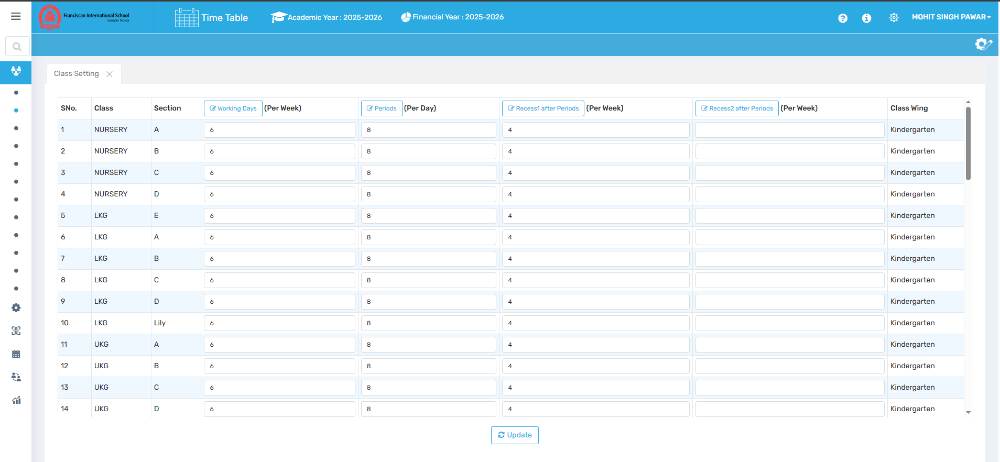 Franciscan International School
Greater Noida
Time Table
Academic Year : 2025-2026
Financial Year : 2025-2026
MOHIT SINGH PAWAR
Class Setting
SNo. Class Section Working Days (Per Week) Periods (Per Day) Recess1 after Periods (Per Week) Recess2 after Periods (Per Week) Class Wing
1 NURSERY A 6 8 4 Kindergarten
2 NURSERY B 6 8 4 Kindergarten
3 NURSERY C 6 8 4 Kindergarten
4 NURSERY D 6 8 4 Kindergarten
5 LKG E 6 8 4 Kindergarten
6 LKG A 6 8 4 Kindergarten
7 LKG B 6 8 4 Kindergarten
8 LKG C 6 8 4 Kindergarten
9 LKG D 6 8 4 Kindergarten
10 LKG Lily 6 8 4 Kindergarten
11 UKG A 6 8 4 Kindergarten
12 UKG B 6 8 4 Kindergarten
13 UKG C 6 8 4 Kindergarten
14 UKG D 6 8 4 Kindergarten
Update